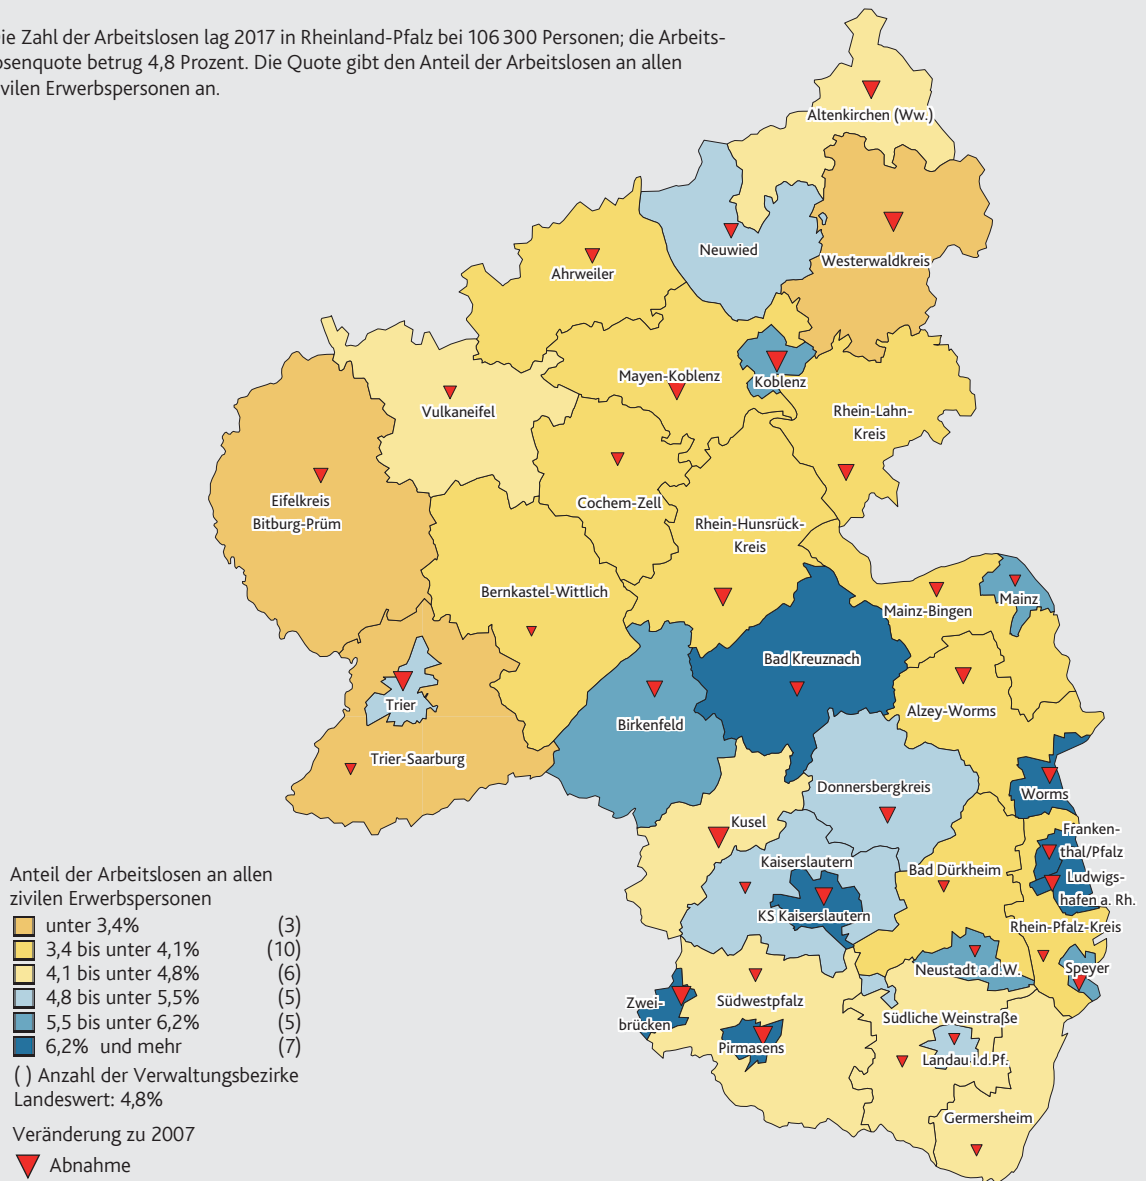 ie Zahl der Arbeitslosen lag 2017 in Rheinland-Pfalz bei 106 300 Personen; die Arbeits-
osenquote betrug 4,8 Prozent. Die Quote gibt den Anteil der Arbeitslosen an allen
vilen Erwerbspersonen an.
Altenkirchen (Ww.)
Neuwied
Westerwaldkreis
Ahrweiler
Mayen-Koblenz
Koblenz
Vulkaneifel
Rhein-Lahn-
Kreis
Eifelkreis
Bitburg-Prüm
Cochem-Zell
Rhein-Hunsrück-
Kreis
Bernkastel-Wittlich
Mainz
Mainz-Bingen
Bad Kreuznach
Trier
Birkenfeld
Alzey-Worms
Trier-Saarburg
Donnersbergkreis
Worms
Kusel
Franken-
thal/Pfalz
Kaiserslautern
Bad Dürkheim
Ludwigs-
hafen a. Rh.
KS Kaiserslautern
Rhein-Pfalz-Kreis
Neustadt a.d.W.
Speyer
Zwei-
brücken
Südwestpfalz
Südliche Weinstraße
Pirmasens
Landau i.d.Pf.
Germersheim
Anteil der Arbeitslosen an allen
zivilen Erwerbspersonen
unter 3,4% (3)
3,4 bis unter 4,1% (10)
4,1 bis unter 4,8% (6)
4,8 bis unter 5,5% (5)
5,5 bis unter 6,2% (5)
6,2% und mehr (7)
( ) Anzahl der Verwaltungsbezirke
Landeswert: 4,8%
Veränderung zu 2007
Abnahme